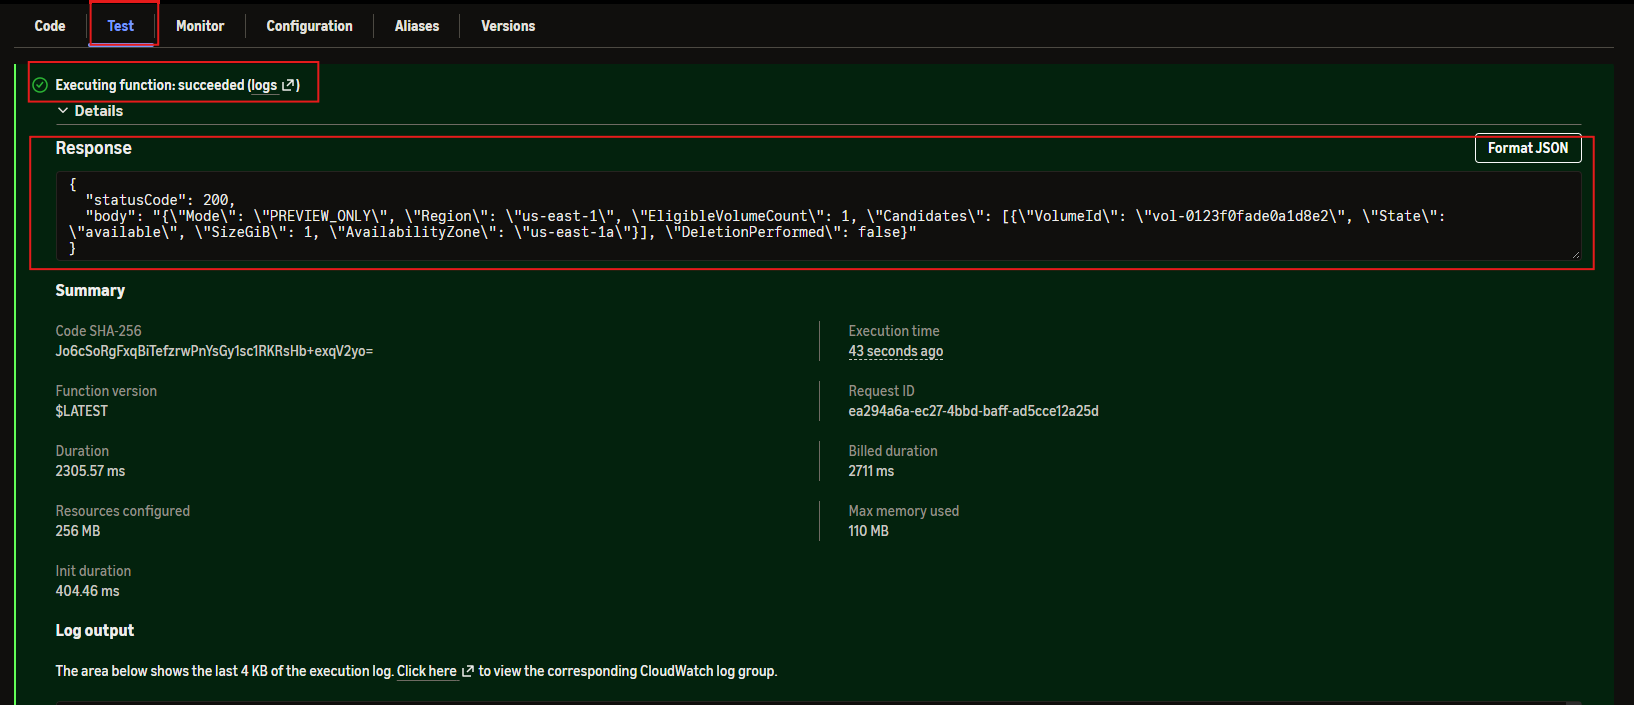 Code
Test
Monitor
Configuration
Aliases
Versions
Executing function: succeeded (logs)
Details
Response
Format JSON
{
"statusCode": 200,
"body": "{\"Mode\": \"PREVIEW_ONLY\", \"Region\": \"us-east-1\", \"EligibleVolumeCount\": 1, \"Candidates\": [{\"VolumeId\": \"vol-0123f0fade0a1d8e2\", \"State\":
\"available\", \"SizeGiB\": 1, \"AvailabilityZone\": \"us-east-1a\"}], \"DeletionPerformed\": false}"
}
Summary
Code SHA-256
Jo6cSoRgFxqBiTefzrwPnYsGy1sc1RKRsHb+exqV2yo=
Execution time
43 seconds ago
Function version
$LATEST
Request ID
ea294a6a-ec27-4bbd-baff-ad5cce12a25d
Duration
2305.57 ms
Billed duration
2711 ms
Resources configured
256 MB
Max memory used
110 MB
Init duration
404.46 ms
Log output
The area below shows the last 4 KB of the execution log. Click here to view the corresponding CloudWatch log group.